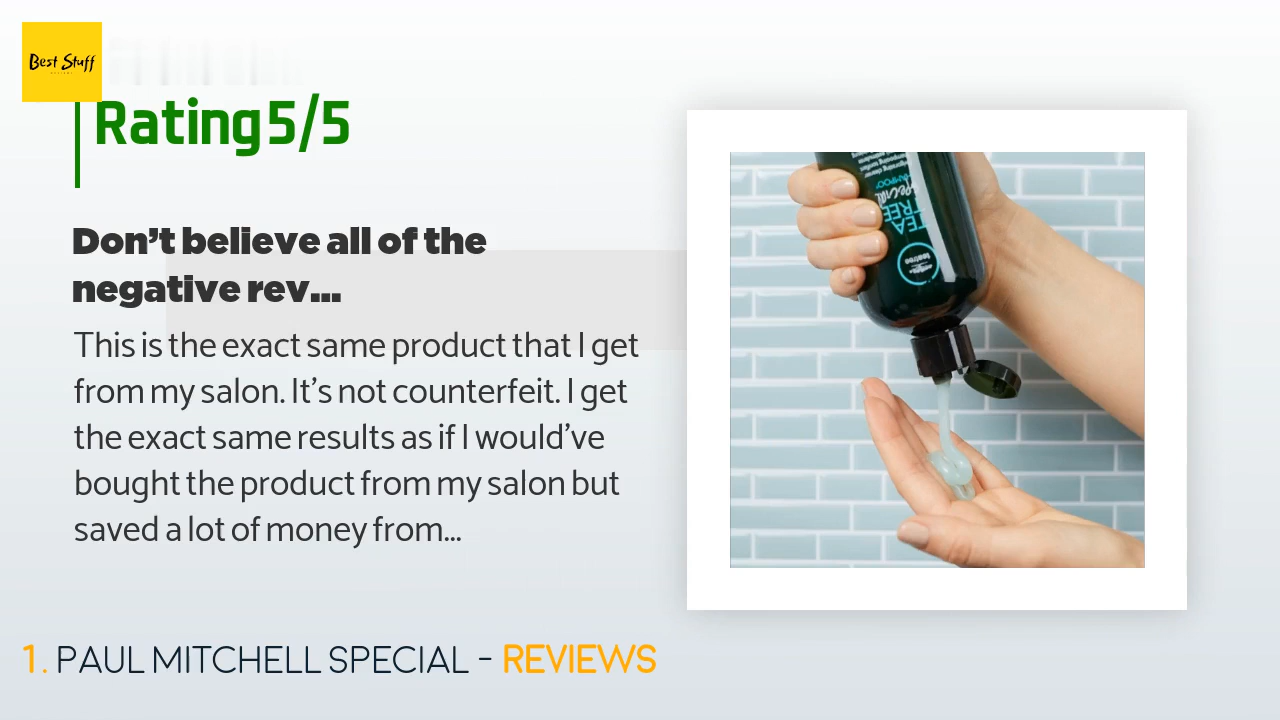 Best Stuff
Rating 5/5
Don't believe all of the
negative rev...
This is the exact same product that I get
from my salon. It's not counterfeit. I get
the exact same results as if I would've
bought the product from my salon but
saved a lot of money from...
SHAMPOO
special
TEA
TREE
teatree
1. PAUL MITCHELL SPECIAL - REVIEWS